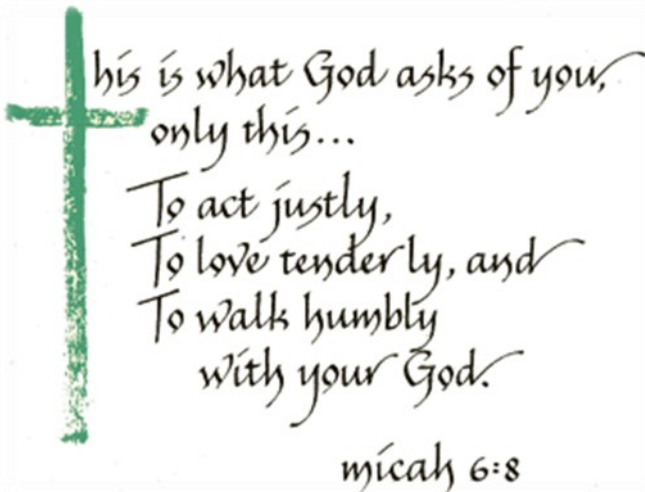 This is what God asks of you,
only this...
To act justly,
To love tenderly, and
To walk humbly
with your God.
micah 6:8